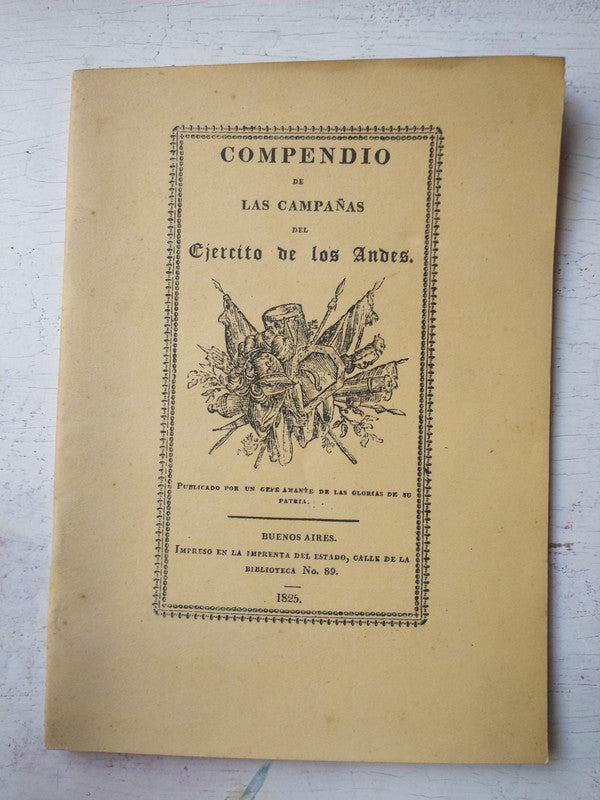 COMPENDIO
DE
LAS CAMPAÑAS
DEL
Ejercito de los Andes.
PUBLICADO POR UN GEFE AMANTE DE LAS GLORIAS DE SU
PATRIA. . .
BUENOS AIRES.
IMPRESO EN LA IMPRENTA DEL ESTADO, CALLE DE LA
BIBLIOTECA No. 89.
1825.